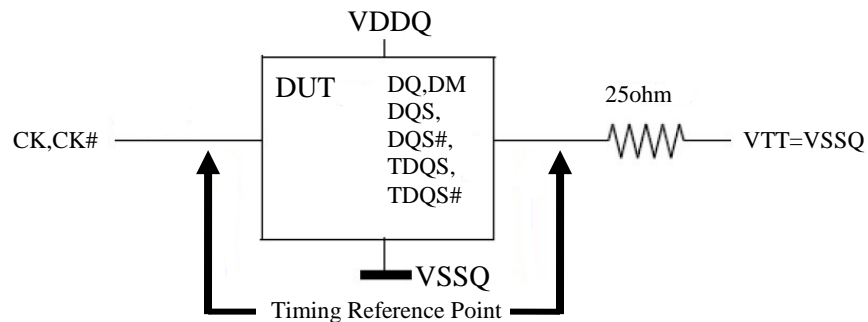 VDDQ
DUT
DQ,DM
DQS,
DQS#,
TDQS,
TDQS#
25ohm
CK,CK#
VTT=VSSQ
VSSQ
Timing Reference Point